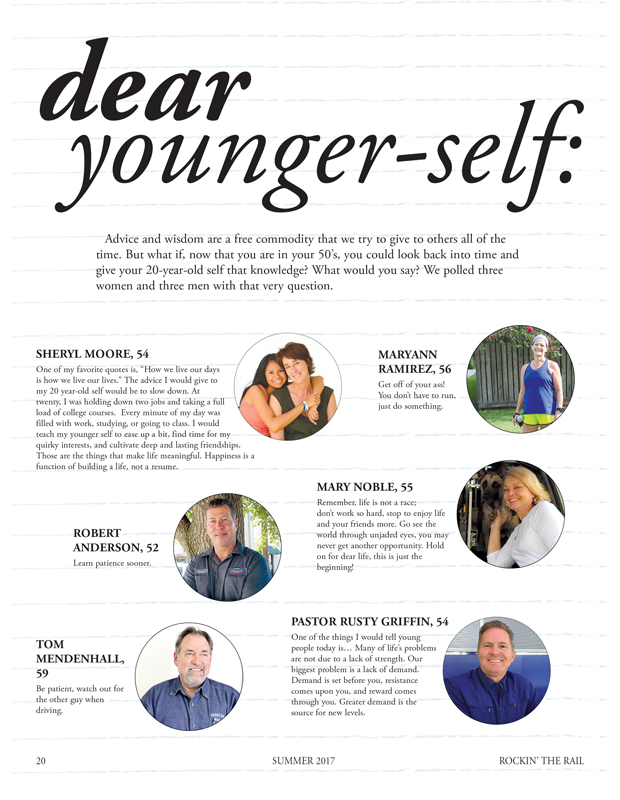 dear
younger-self:
Advice and wisdom are a free commodity that we try to give to others all of the
time. But what if, now that you are in your 50's, you could look back into time and
give your 20-year-old self that knowledge? What would you say? We polled three
women and three men with that very question.
SHERYL MOORE, 54
One of my favorite quotes is, "How we live our days
is how we live our lives." The advice I would give to
my 20 year-old self would be to slow down. At
twenty, I was holding down two jobs and taking a full
load of college courses.  Every minute of my day was
filled with work, studying, or going to class. I would
teach my younger self to ease up a bit, find time for my
quirky interests, and cultivate deep and lasting friendships.
Those are the things that make life meaningful. Happiness is a
function of building a life, not a resume.
MARYANN
RAMIREZ, 56
Get off of your ass!
You don't have to run,
just do something.
MARY NOBLE, 55
Remember, life is not a race;
don't work so hard, stop to enjoy life
and your friends more. Go see the
world through unjaded eyes, you may
never get another opportunity. Hold
on for dear life, this is just the
beginning!
ROBERT
ANDERSON, 52
Learn patience sooner.
PASTOR RUSTY GRIFFIN, 54
One of the things I would tell young
people today is… Many of life's problems
are not due to a lack of strength. Our
biggest problem is a lack of demand.
Demand is set before you, resistance
comes upon you, and reward comes
through you. Greater demand is the
source for new levels.
TOM
MENDENHALL,
59
Be patient, watch out for
the other guy when
driving.
20
SUMMER 2017
ROCKIN' THE RAIL